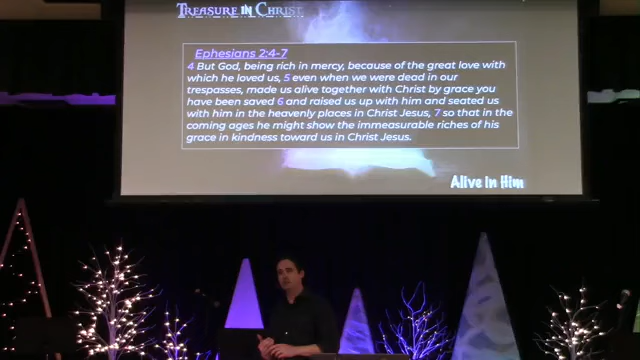 TREASURE IN CHRIST
Ephesians 2:4-7
4 But God, being rich in mercy, because of the great love with
which he loved us, 5 even when we were dead in our
trespasses, made us alive together with Christ by grace you
have been saved 6 and raised us up with him and seated us
with him in the heavenly places in Christ Jesus, 7 so that in the
coming ages he might show the immeasurable riches of his
grace in kindness toward us in Christ Jesus.
Alive in Him